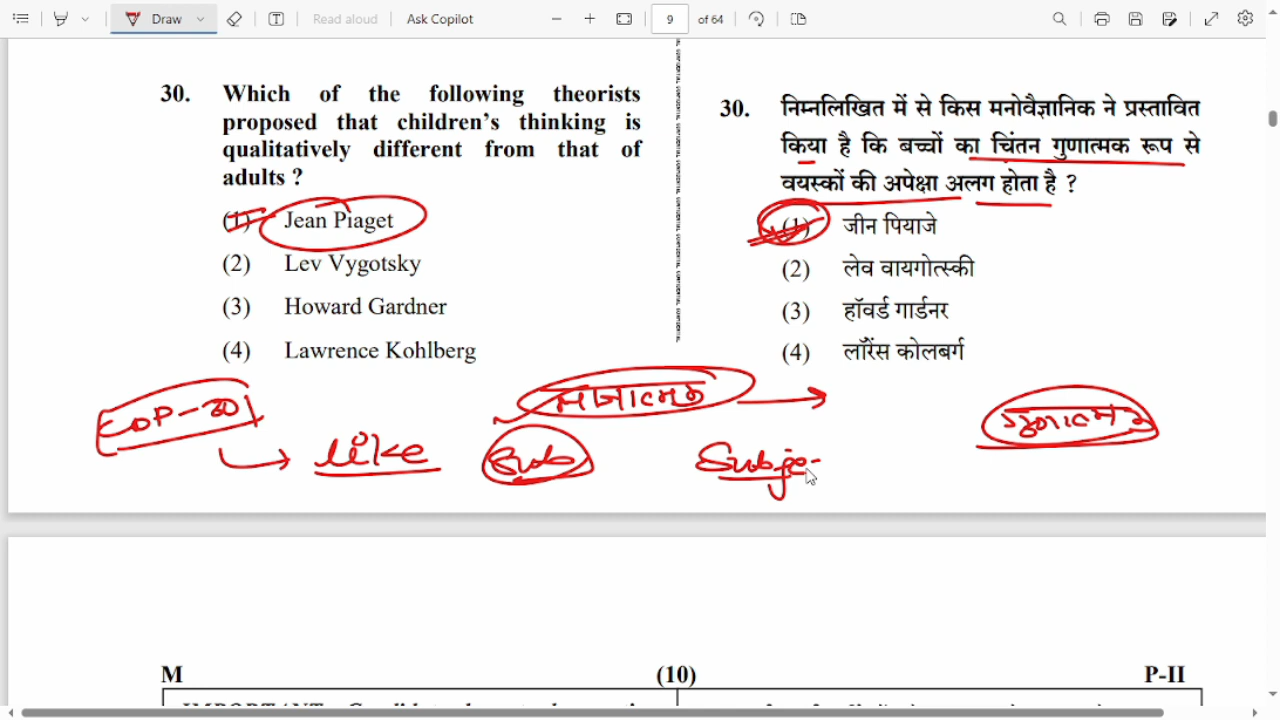 Draw
Read aloud
Ask Copilot
9 of 64
30. Which of the following theorists
proposed that children's thinking is
qualitatively different from that of
adults ?
(1) Jean Piaget
(2) Lev Vygotsky
(3) Howard Gardner
(4) Lawrence Kohlberg
30. निम्नलिखित में से किस मनोवैज्ञानिक ने प्रस्तावित
किया है कि बच्चों का चिंतन गुणात्मक रूप से
वयस्कों की अपेक्षा अलग होता है ?
(1) जीन पियाजे
(2) लेव वायगोत्स्की
(3) हॉवर्ड गार्डनर
(4) लॉरेंस कोलबर्ग
CDP-30
like
Sub
Subje-
M (10) P-II